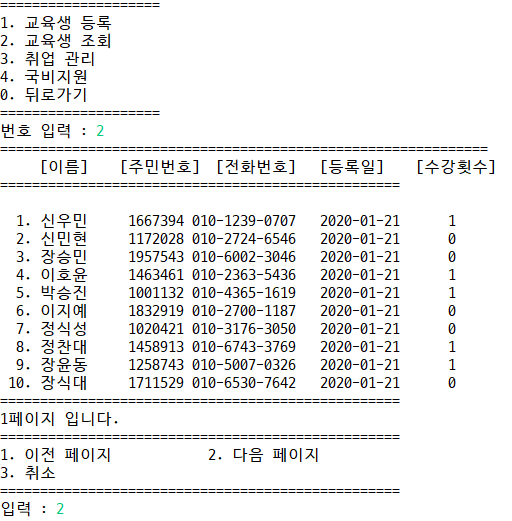 ====================
1. 교육생 등록
2. 교육생 조회
3. 취업 관리
4. 국비지원
0. 뒤로가기
====================
번호 입력 : 2
=============================================================
[이름] [주민번호] [전화번호] [등록일] [수강횟수]
==================================================
1. 신우민 1667394 010-1239-0707 2020-01-21 1
2. 신민현 1172028 010-2724-6546 2020-01-21 0
3. 장승민 1957543 010-6002-3046 2020-01-21 0
4. 이호윤 1463461 010-2363-5436 2020-01-21 1
5. 박승진 1001132 010-4365-1619 2020-01-21 1
6. 이지예 1832919 010-2700-1187 2020-01-21 0
7. 정식성 1020421 010-3176-3050 2020-01-21 0
8. 정찬대 1458913 010-6743-3769 2020-01-21 1
9. 장윤동 1258743 010-5007-0326 2020-01-21 1
10. 장식대 1711529 010-6530-7642 2020-01-21 0
==================================================
1페이지 입니다.
==================================================
1. 이전 페이지 2. 다음 페이지
3. 취소
==================================================
입력 : 2